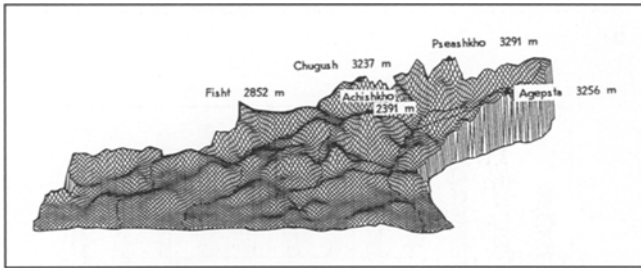 Pseashkho 3291 m
Chugush 3237 m
Fisht 2852 m
Achishkho
2391 m
Agepsta 3256 m